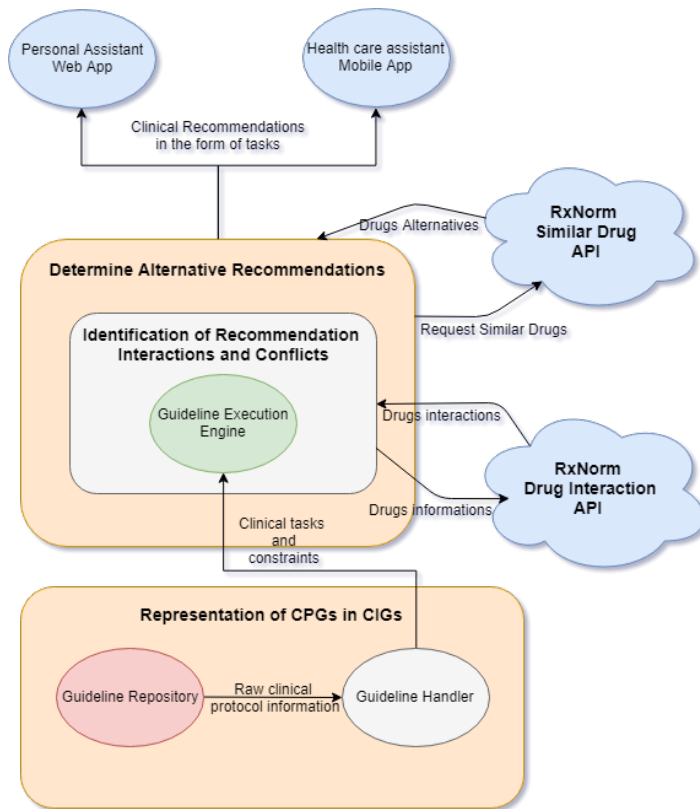 Personal Assistant
Web App
Health care assistant
Mobile App
Clinical Recommendations
in the form of tasks
Drugs Alternatives
RxNorm
Similar Drug
API
Determine Alternative Recommendations
Request Similar Drugs
Identification of Recommendation
Interactions and Conflicts
Guideline Execution
Engine
Drugs interactions
RxNorm
Drug Interaction
API
Drugs informations
Clinical tasks
and
constraints
Representation of CPGs in CIGs
Guideline Repository
Raw clinical
protocol information
Guideline Handler